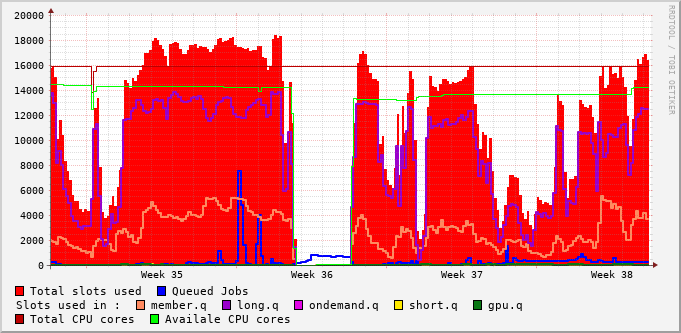 20000
18000
16000
14000
12000
10000
8000
6000
4000
2000
0
Week 35 Week 36 Week 37 Week 38
RRDTOOL / TOBI OETIKER
Total slots used Queued Jobs
Slots used in : member.q long.q ondemand.q short.q gpu.q
Total CPU cores Availale CPU cores